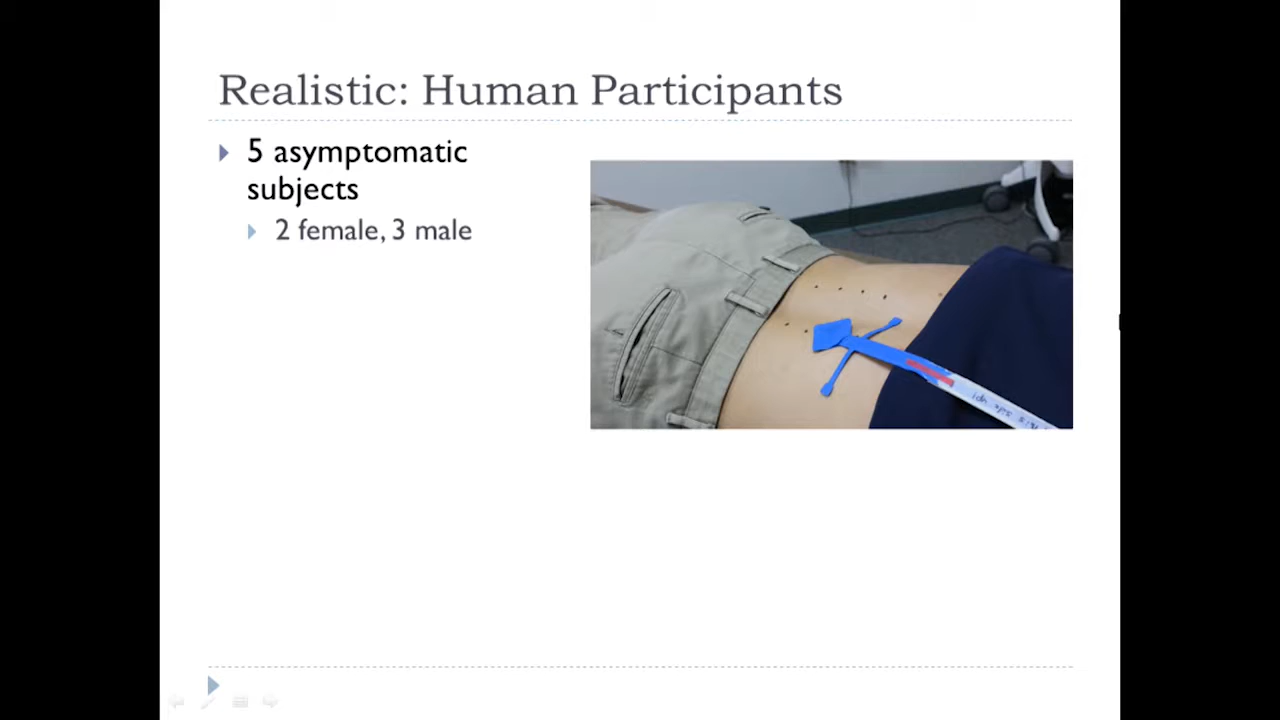 Realistic: Human Participants
5 asymptomatic
subjects
2 female, 3 male